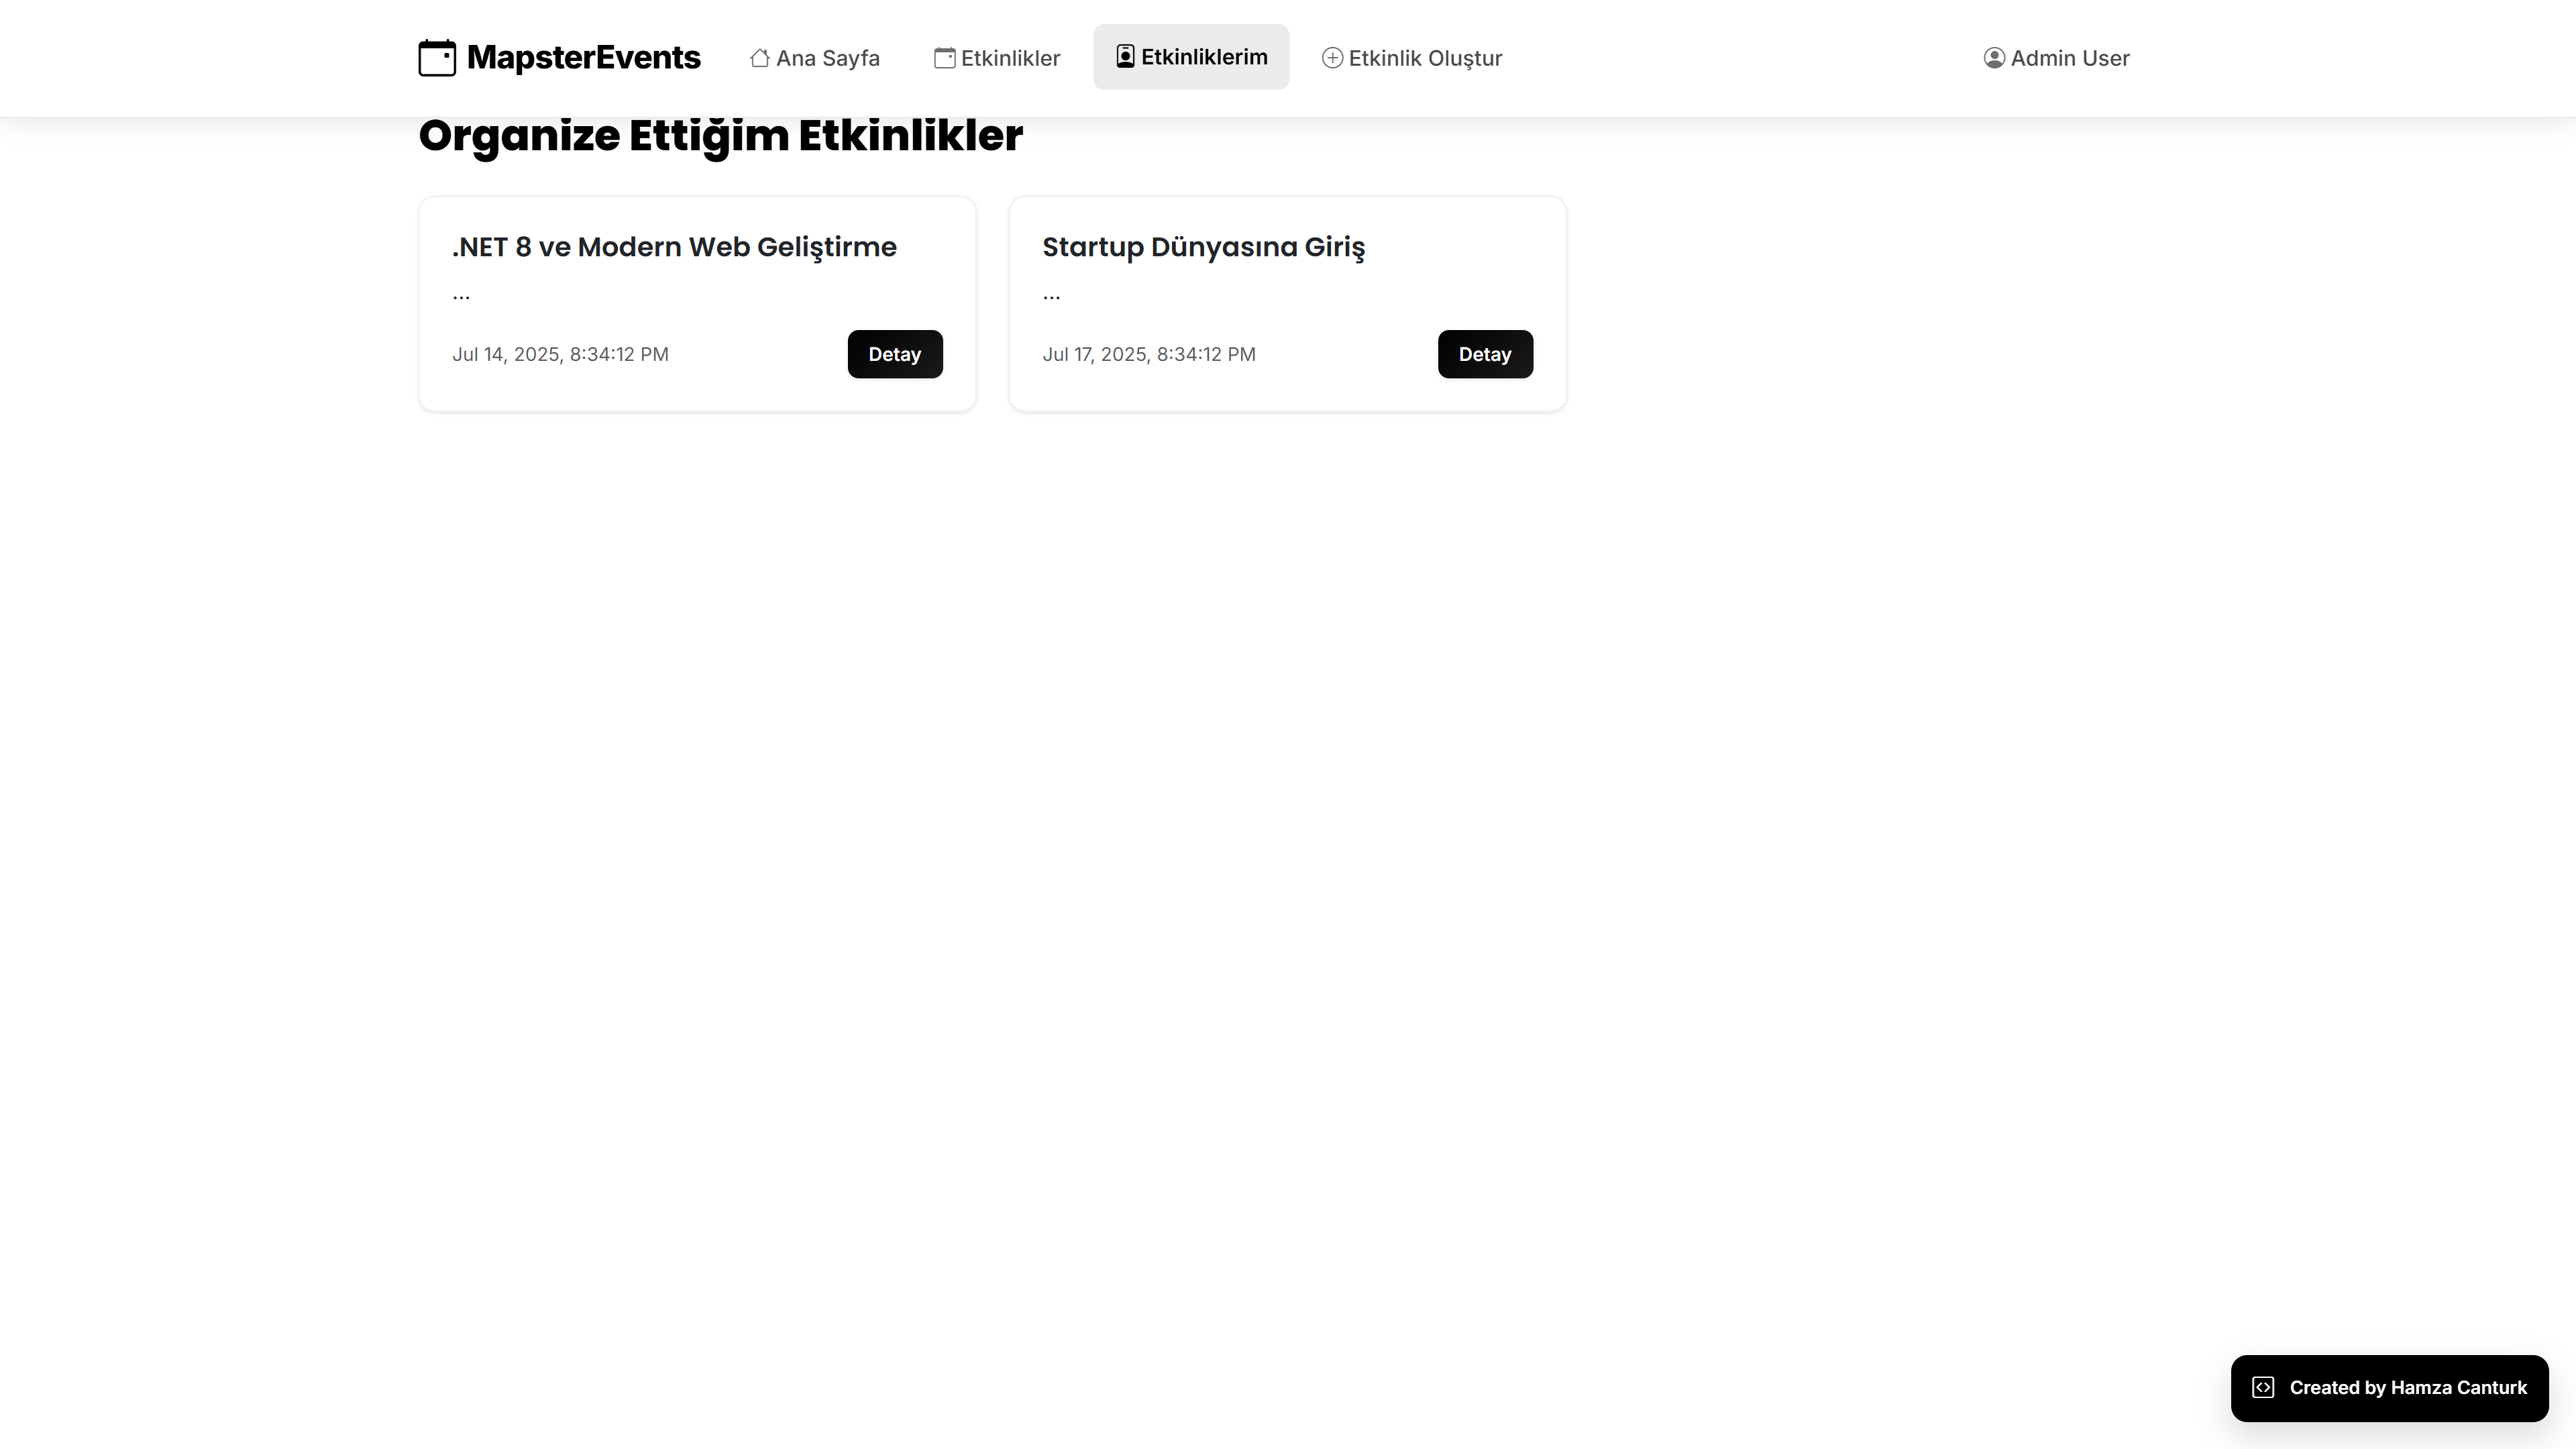 MapsterEvents
Ana Sayfa
Etkinlikler
Etkinliklerim
Etkinlik Oluştur
Admin User
Organize Ettiğim Etkinlikler
.NET 8 ve Modern Web Geliştirme
...
Jul 14, 2025, 8:34:12 PM
Detay
Startup Dünyasına Giriş
...
Jul 17, 2025, 8:34:12 PM
Detay
Created by Hamza Canturk